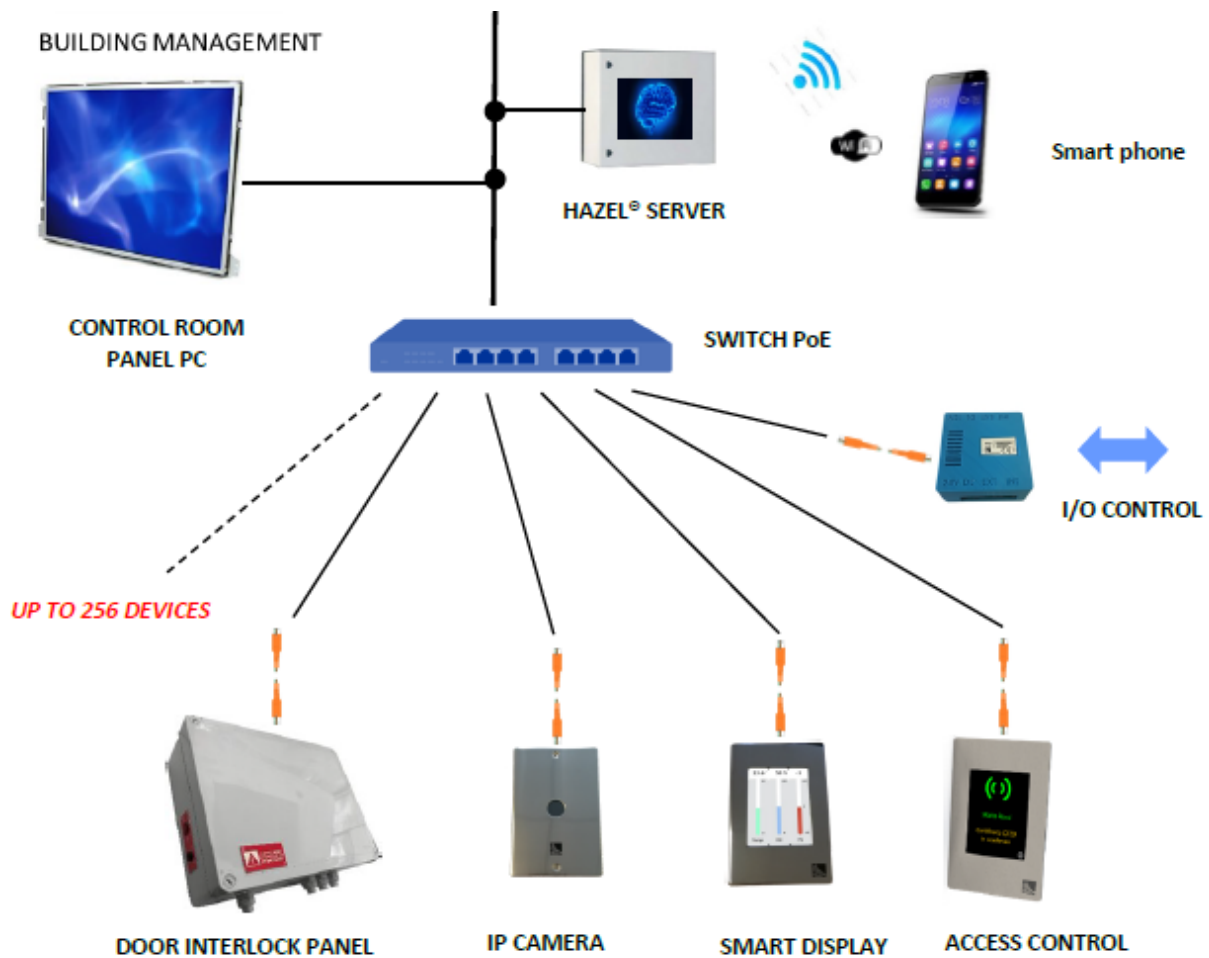 BUILDING MANAGEMENT
HAZEL® SERVER
Smart phone
CONTROL ROOM
PANEL PC
SWITCH PoE
I/O CONTROL
UP TO 256 DEVICES
DOOR INTERLOCK PANEL
IP CAMERA
SMART DISPLAY
ACCESS CONTROL